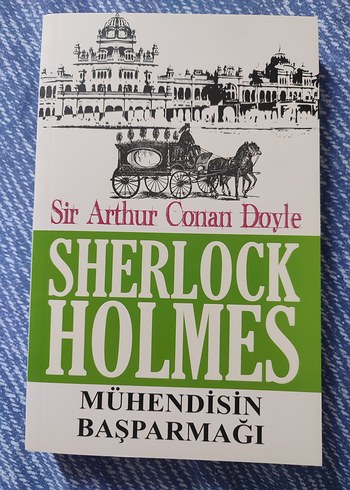 Sir Arthur Conan Doyle
SHERLOCK
HOLMES
MÜHENDİSİN
BAŞPARMAĞI